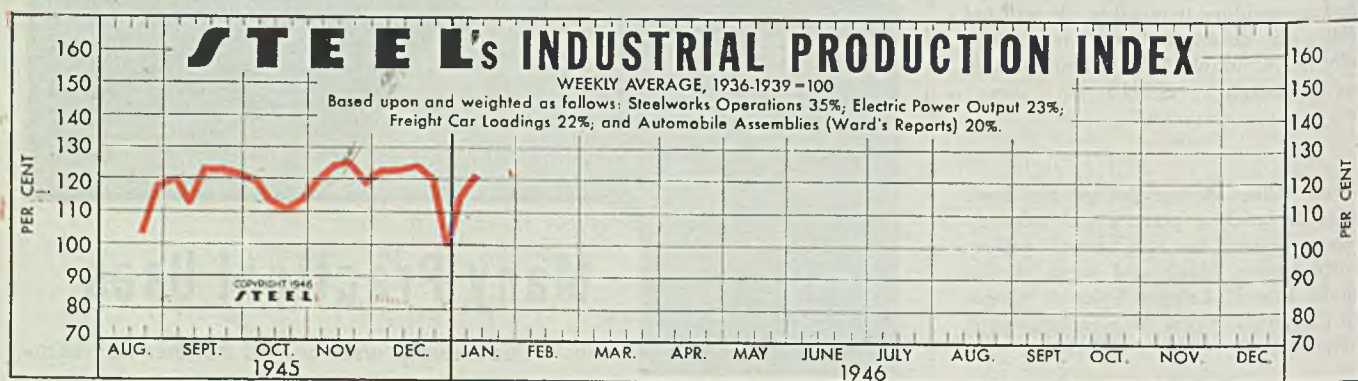 STEEL's INDUSTRIAL PRODUCTION INDEX
WEEKLY AVERAGE, 1936-1939=100
Based upon and weighted as follows: Steelworks Operations 35%; Electric Power Output 23%;
Freight Car Loadings 22%; and Automobile Assemblies (Ward's Reports) 20%.
PER CENT
160
150
140
130
120
110
100
90
80
70
160
150
140
130
120
110
100
90
80
70
PER CENT
COPYRIGHT 1946
STEEL
AUG. SEPT. OCT. NOV DEC. JAN. FEB. MAR. APR. MAY JUNE JULY AUG. SEPT. OCT. NOV. DEC.
1945 1946